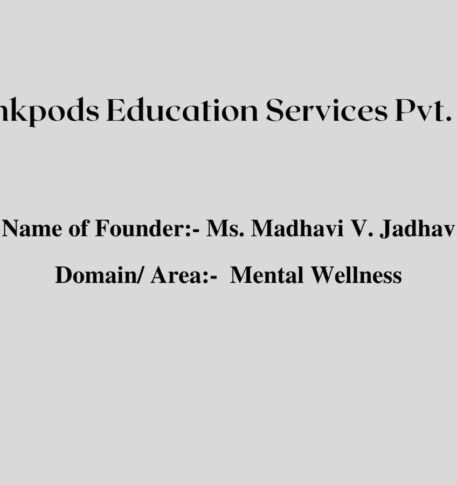 nkpods Education Services Pvt.
Name of Founder:- Ms. Madhavi V. Jadhav
Domain/ Area:- Mental Wellness